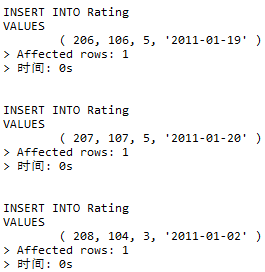 INSERT INTO Rating
VALUES
( 206, 106, 5, '2011-01-19' )
> Affected rows: 1
> 时间: 0s
INSERT INTO Rating
VALUES
( 207, 107, 5, '2011-01-20' )
> Affected rows: 1
> 时间: 0s
INSERT INTO Rating
VALUES
( 208, 104, 3, '2011-01-02' )
> Affected rows: 1
> 时间: 0s